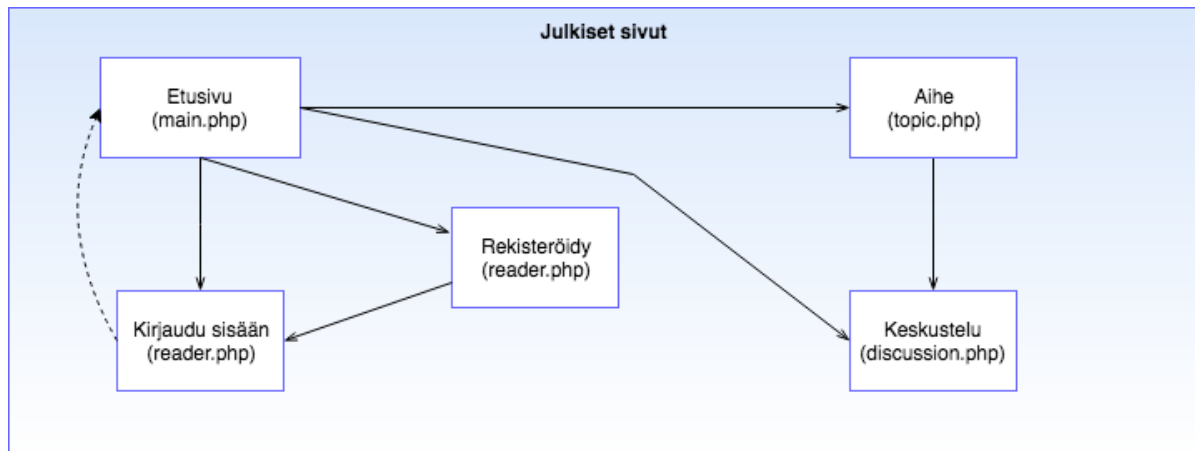 Julkiset sivut
Etusivu
(main.php)
Aihe
(topic.php)
Rekisteröidy
(reader.php)
Kirjaudu sisään
(reader.php)
Keskustelu
(discussion.php)